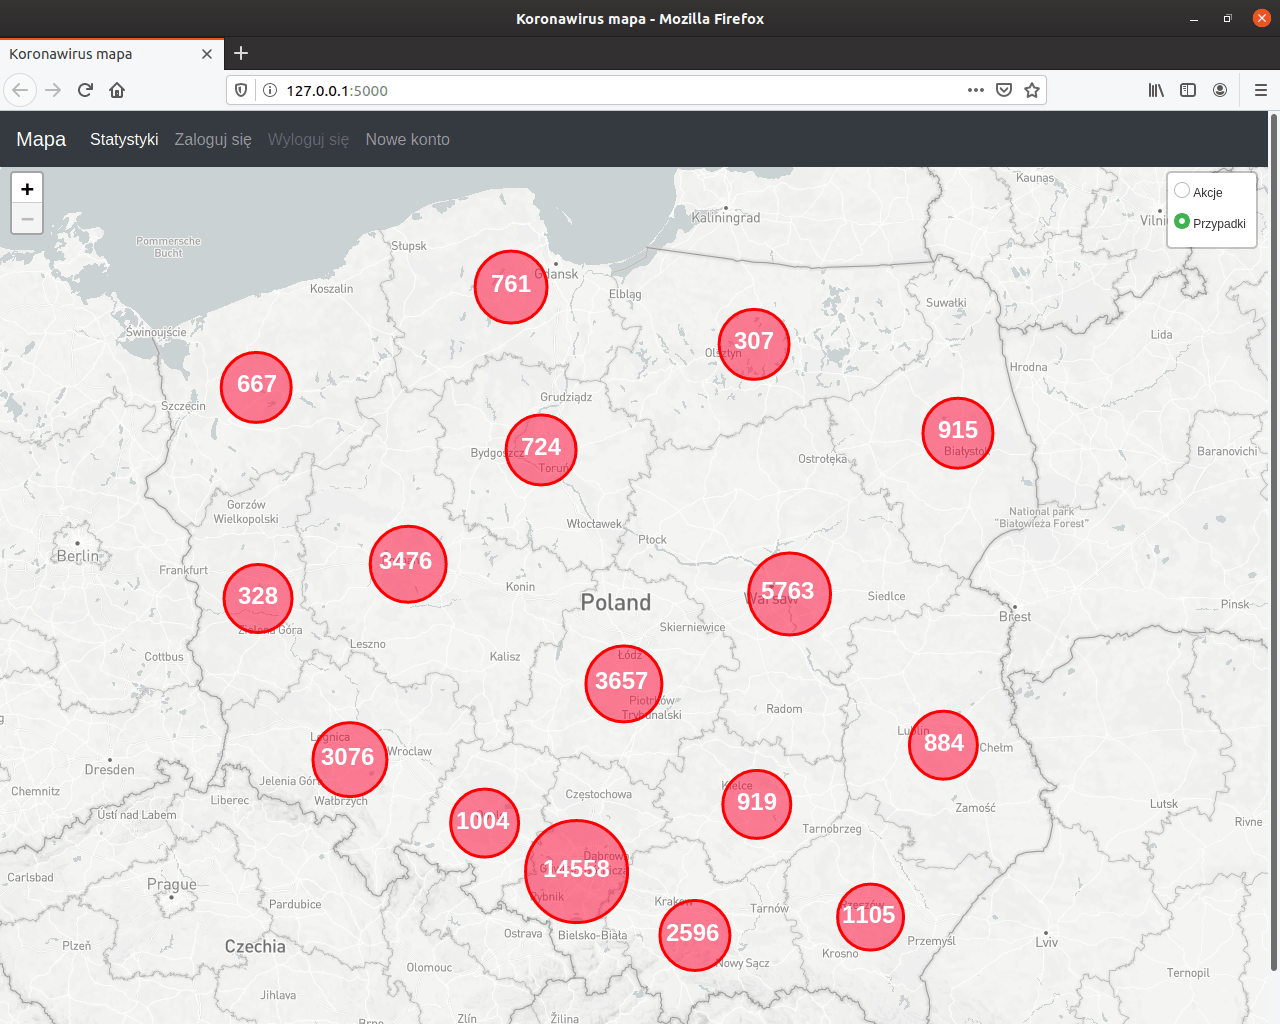 Koronawirus mapa - Mozilla Firefox
Koronawirus mapa
127.0.0.1:5000
Mapa Statystyki Zaloguj się Wyloguj się Nowe konto
+
−
Akcje
Przypadki
Kaunas
Kaliningrad
Pommersche
Bucht
Słupsk
Gdańsk
761
Koszalin
Elbląg
Suwałki
Świnoujście
Lida
307
Olsztyn
Hrodna
667
Grudziądz
Szczecin
915
Białystok
724
Bydgoszcz
Toruń
Ostrołęka
Baranovichi
Gorzów
Wielkopolski
National park
"Białowieża Forest"
Włocławek
Płock
Berlin
3476
Frankfurt
Konin
5763
Warsaw
Siedlce
328
Poland
Pinsk
Brest
Zielona Góra
Skierniewice
Leszno
Cottbus
Kalisz
Łódź
3657
Piotrków
Trybunalski
Radom
Legnica
Lublin
884
Chełm
3076
Wroclaw
Dresden
Jelenia Góra
Chemnitz
Częstochowa
Kielce
919
Liberec
Wałbrzych
Lutsk
Zamość
Ústí nad Labem
1004
Rivne
Tarnobrzeg
Dąbrowa
14558
Carlsbad
Prague
Rybnik
Krakow
Tarnów
Rzeszów
1105
Pardubice
Ostrava
Bielsko-Biała
2596
Przemyśl
Lviv
Plzeň
Czechia
Krosno
Nowy Sącz
Olomouc
Ternopil
Jihlava
Zlín
Žilina
Brno